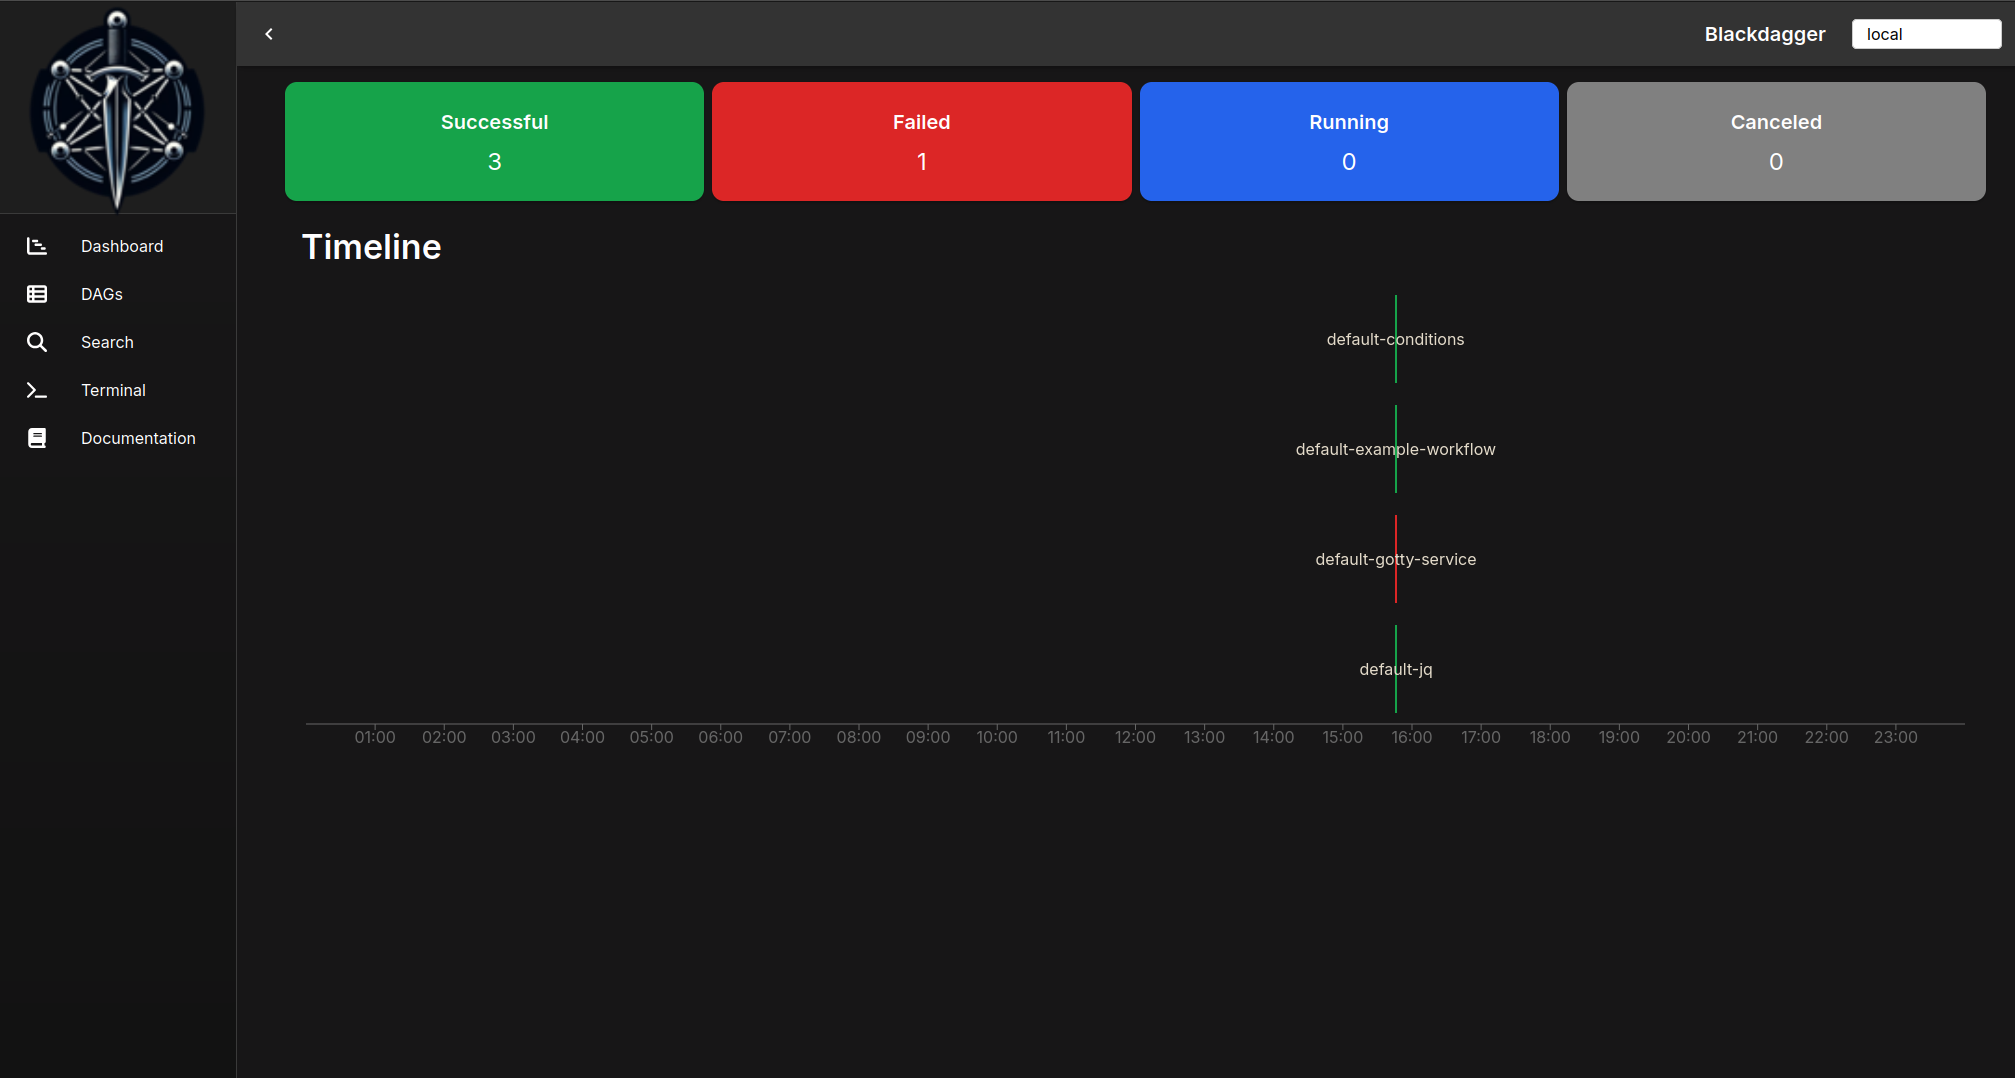 Blackdagger
local
Successful
3
Failed
1
Running
0
Canceled
0
Dashboard
DAGs
Search
Terminal
Documentation
Timeline
default-conditions
default-example-workflow
default-gotty-service
default-jq
01:00 02:00 03:00 04:00 05:00 06:00 07:00 08:00 09:00 10:00 11:00 12:00 13:00 14:00 15:00 16:00 17:00 18:00 19:00 20:00 21:00 22:00 23:00